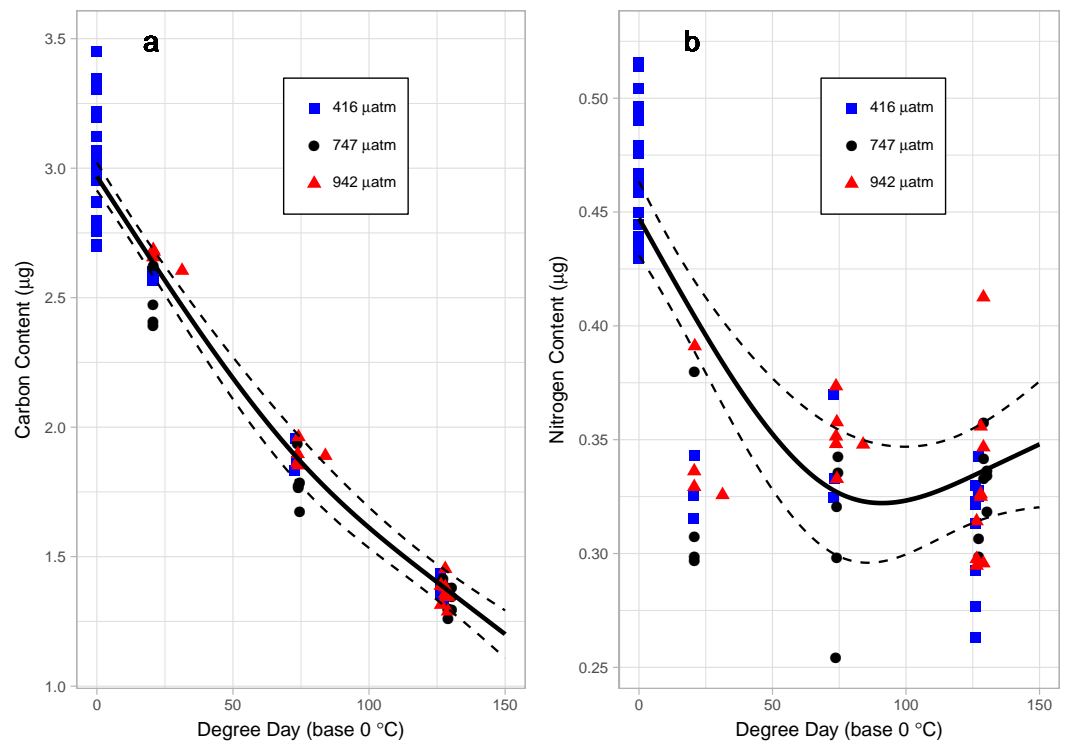 a
3.5
3.0
2.5
2.0
1.5
1.0
Carbon Content (µg)
416 µatm
747 µatm
942 µatm
0
50
100
150
Degree Day (base 0 °C)
b
0.50
0.45
0.40
0.35
0.30
0.25
Nitrogen Content (µg)
416 µatm
747 µatm
942 µatm
0
50
100
150
Degree Day (base 0 °C)